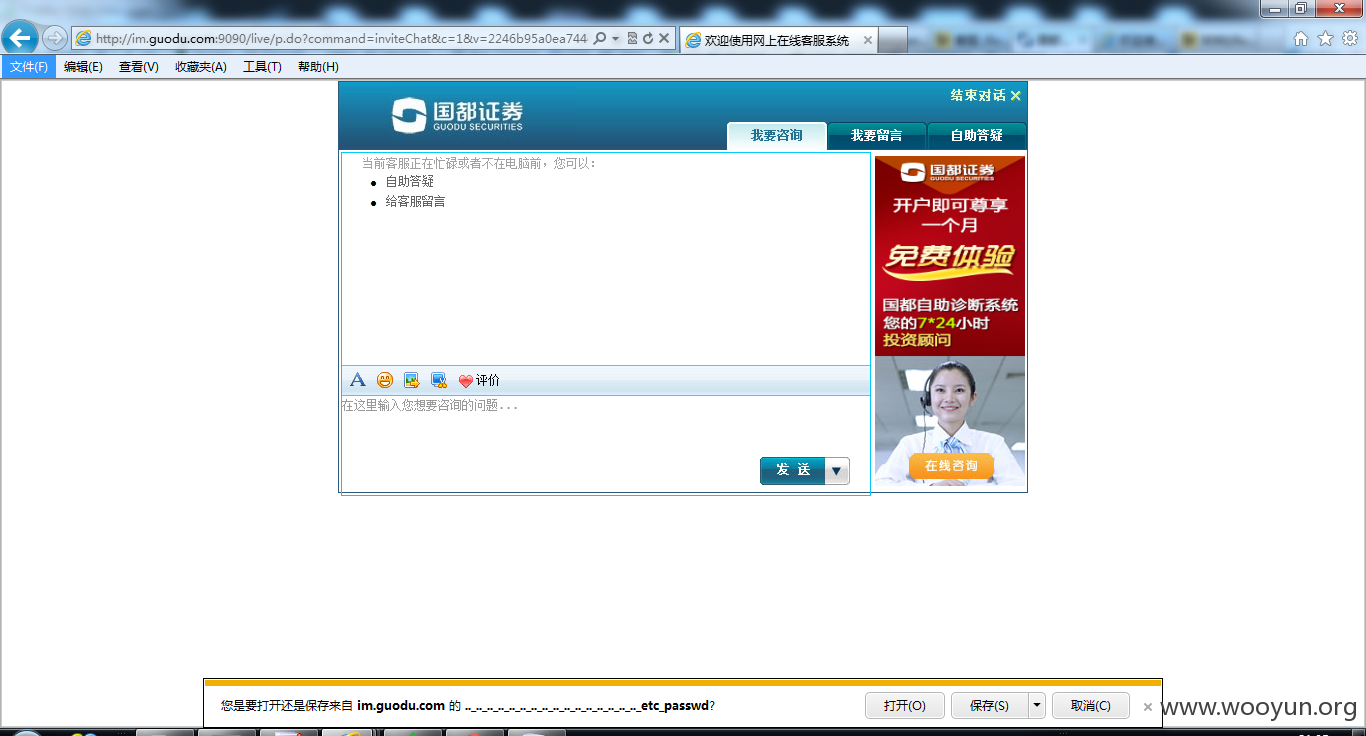 http://im.guodu.com:9090/live/p.do?command=inviteChat&c=1&v=2246b95a0ea744
欢迎使用网上在线客服系统
文件(F) 编辑(E) 查看(V) 收藏夹(A) 工具(T) 帮助(H)
国都证券
GUODU SECURITIES
结束对话
我要咨询 我要留言 自助答疑
当前客服正在忙碌或者不在电脑前，您可以：
自助答疑
给客服留言
国都证券
GUODU SECURITIES
开户即可尊享
一个月
免费体验
国都自助诊断系统
您的7*24小时
投资顾问
在线咨询
评价
在这里输入您想要咨询的问题...
发 送
您是要打开还是保存来自 im.guodu.com 的 .._.._.._.._.._.._.._.._.._.._.._.._.._.._.._.._etc_passwd?
打开(O) 保存(S) 取消(C)
www.wooyun.org